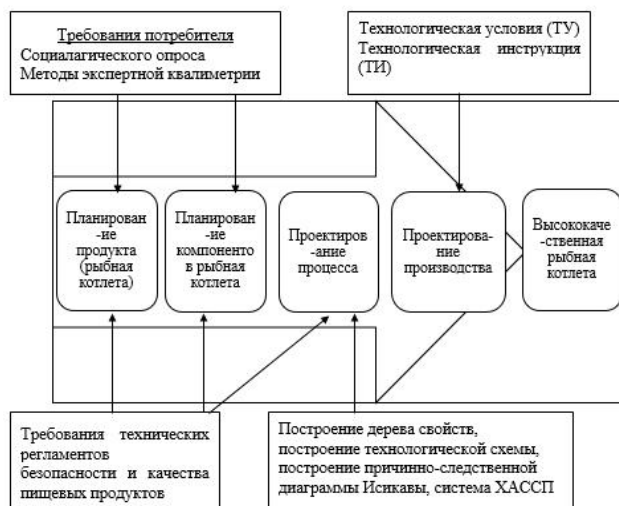 Требования потребителя
Социалагического опроса
Методы экспертной квалиметрии
Технологическая условия (ТУ)
Технологическая инструкция
(ТИ)
Планирован
-ие
продукта
(рыбная
котлета)
Планирован
-ие
компоненто
в рыбная
котлета
Проектиров
-ание
процесса
Проектирова-
ние
производства
Высококаче
-ственная
рыбная
котлета
Требования технических
регламентов
безопасности и качества
пищевых продуктов
Построение дерева свойств,
построение технологической схемы,
построение причинно-следственной
диаграммы Исикавы, система ХАССП